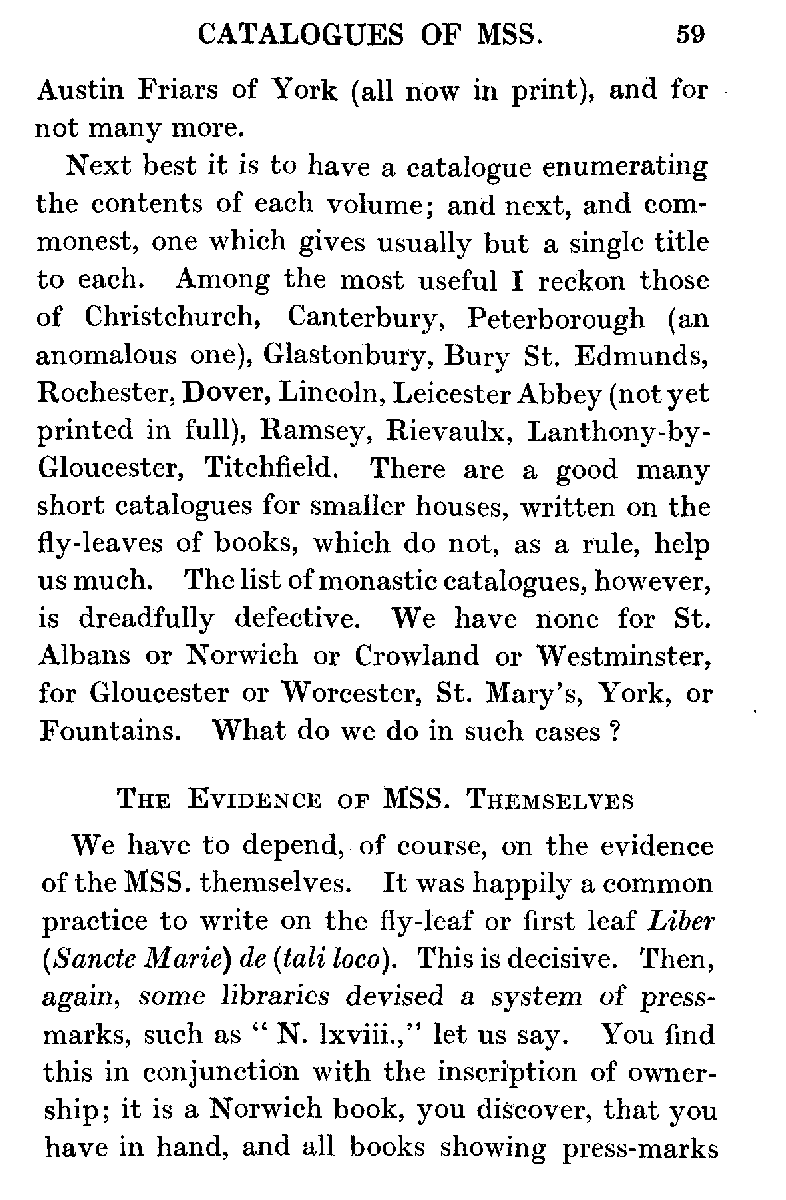 CATALOGUES OF MSS. 59
Austin Friars of York (all now in print), and for
not many more.
Next best it is to have a catalogue enumerating
the contents of each volume; and next, and com-
monest, one which gives usually but a single title
to each. Among the most useful I reckon those
of Christchurch, Canterbury, Peterborough (an
anomalous one), Glastonbury, Bury St. Edmunds,
Rochester, Dover, Lincoln, Leicester Abbey (not yet
printed in full), Ramsey, Rievaulx, Lanthony-by-
Gloucester, Titchfield. There are a good many
short catalogues for smaller houses, written on the
fly-leaves of books, which do not, as a rule, help
us much. The list of monastic catalogues, however,
is dreadfully defective. We have none for St.
Albans or Norwich or Crowland or Westminster,
for Gloucester or Worcester, St. Mary's, York, or
Fountains. What do we do in such cases ?
THE EVIDENCE OF MSS. THEMSELVES
We have to depend, of course, on the evidence
of the MSS. themselves. It was happily a common
practice to write on the fly-leaf or first leaf Liber
(Sancte Marie) de (tali loco). This is decisive. Then,
again, some libraries devised a system of press-
marks, such as “ N. lxviii.,” let us say. You find
this in conjunction with the inscription of owner-
ship; it is a Norwich book, you discover, that you
have in hand, and all books showing press-marks